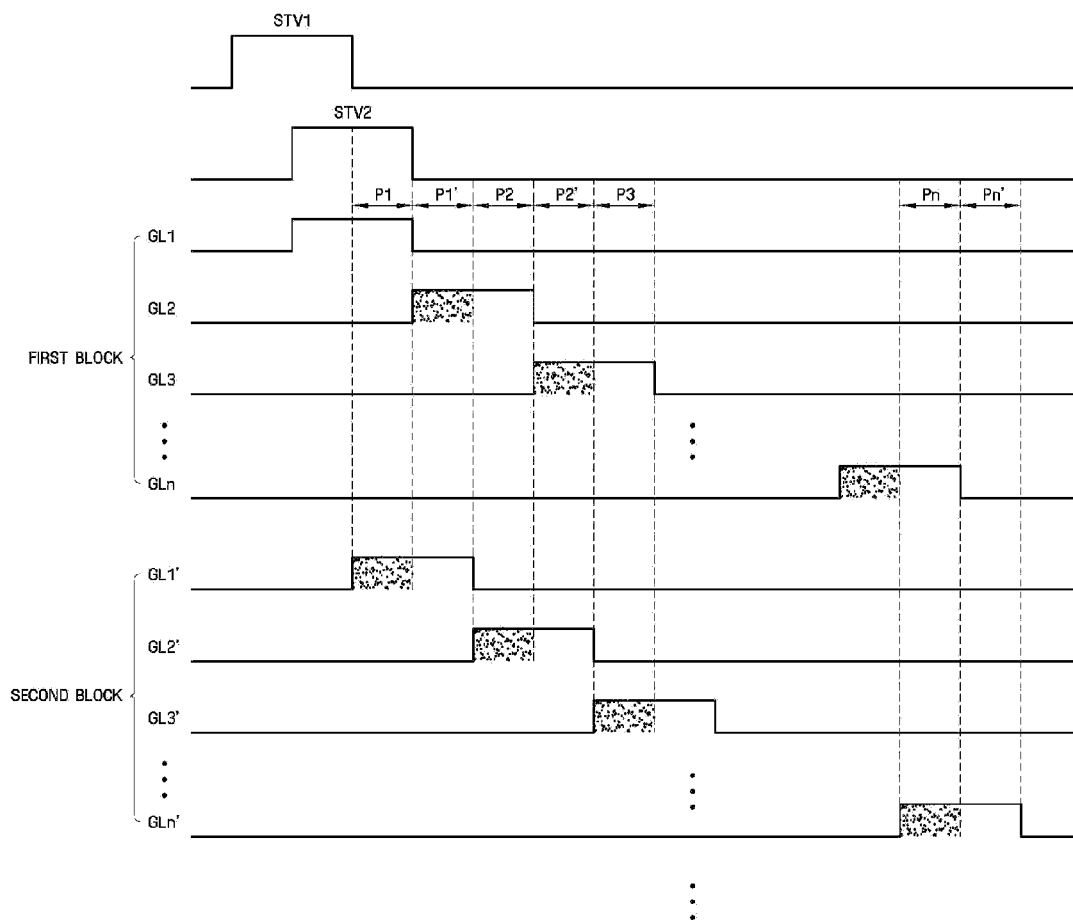 STV1
STV2
P1 P1' P2 P2' P3 Pn Pn'
GL1
GL2
FIRST BLOCK
GL3
GLn
GL1'
GL2'
SECOND BLOCK
GL3'
GLn'